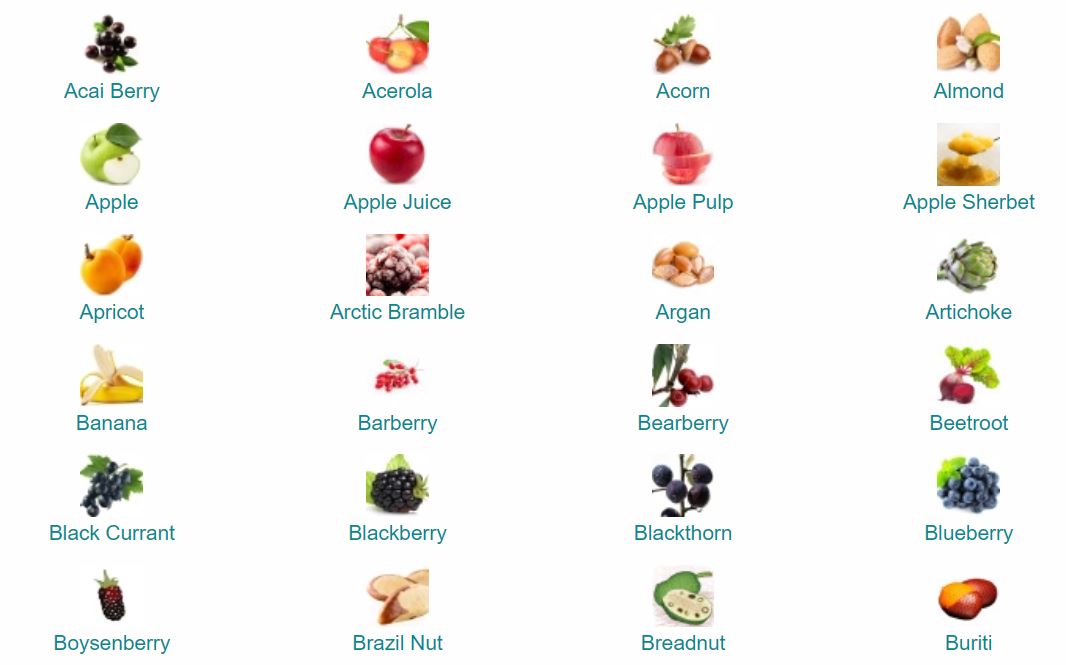 Acai Berry
Acerola
Acorn
Almond
Apple
Apple Juice
Apple Pulp
Apple Sherbet
Apricot
Arctic Bramble
Argan
Artichoke
Banana
Barberry
Bearberry
Beetroot
Black Currant
Blackberry
Blackthorn
Blueberry
Boysenberry
Brazil Nut
Breadnut
Buriti